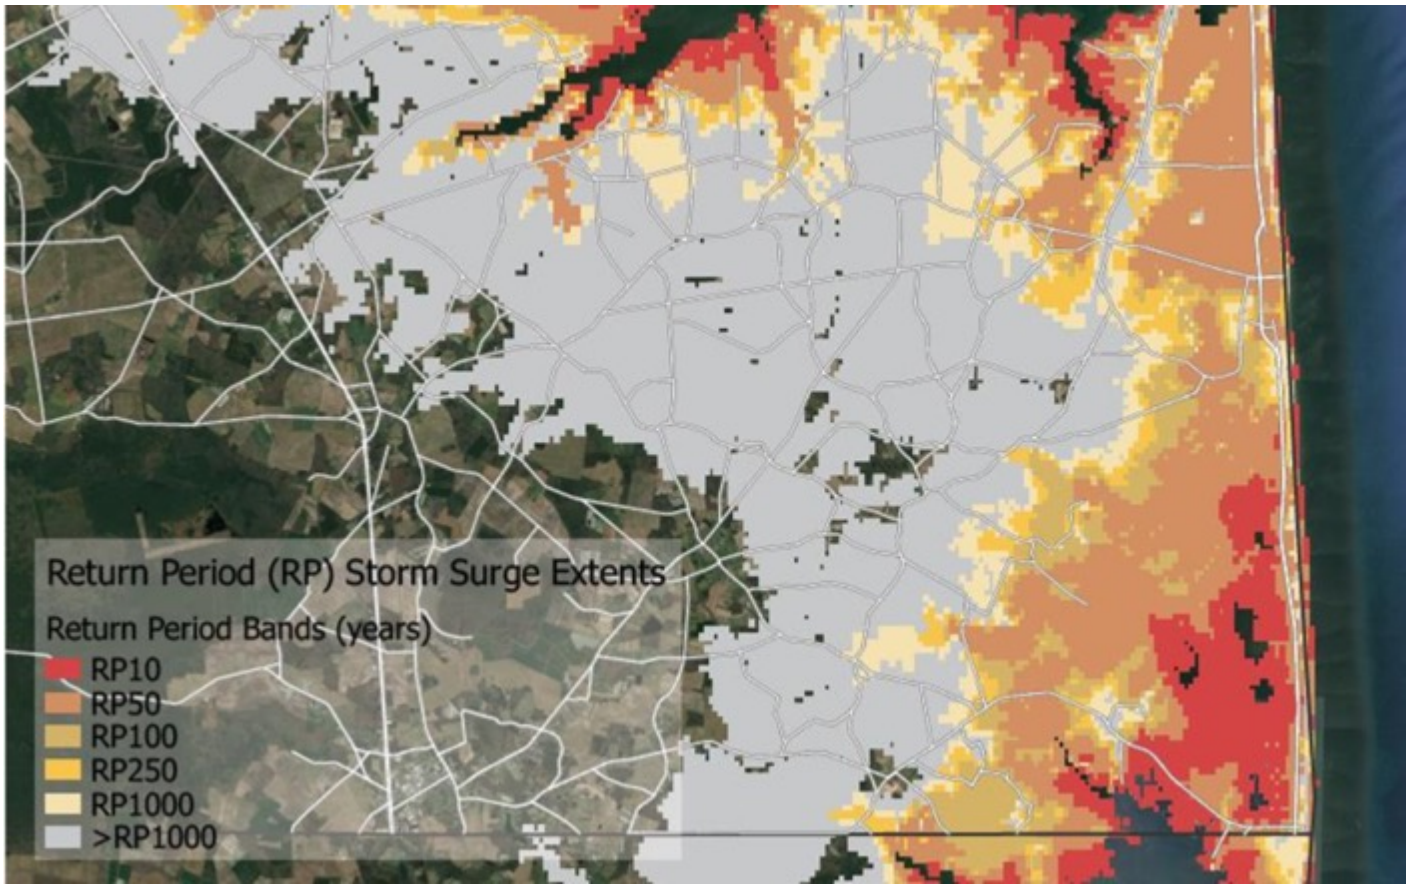 Return Period (RP) Storm Surge Extents
Return Period Bands (years)
RP10
RP50
RP100
RP250
RP1000
>RP1000